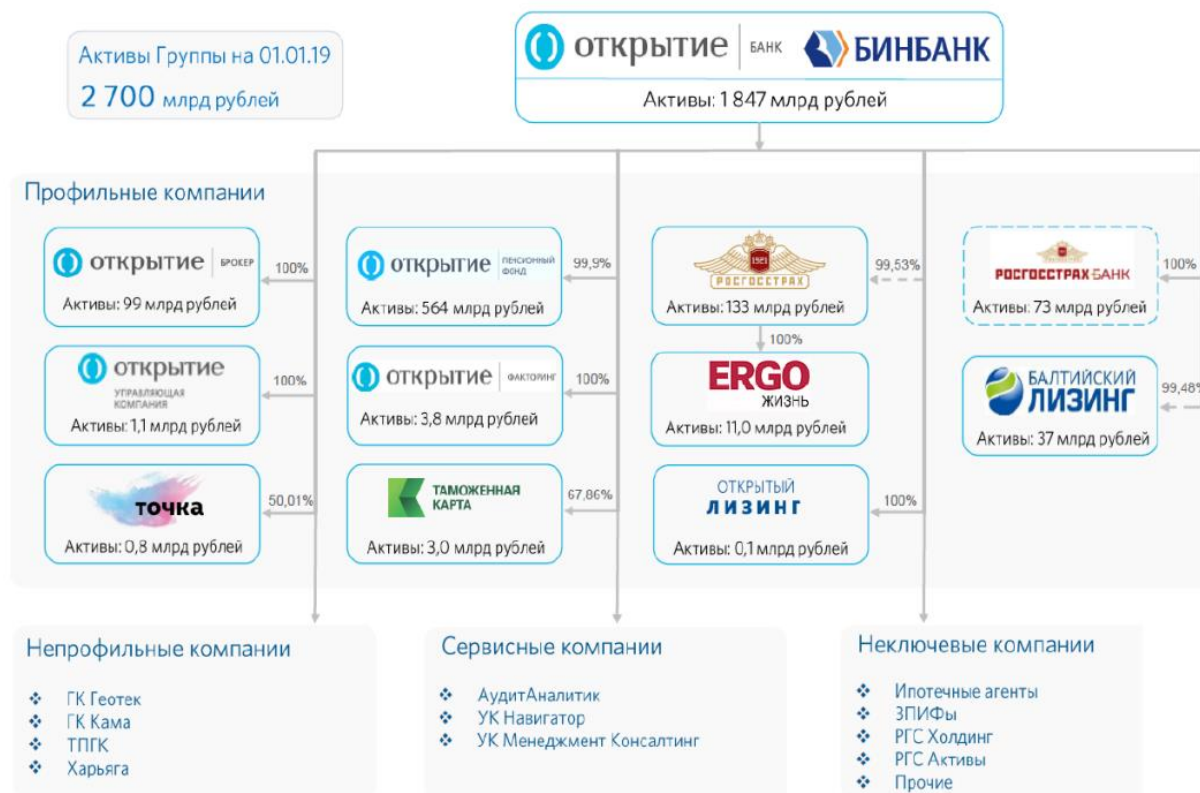 Активы Группы на 01.01.19
2 700 млрд рублей
ОТКРЫТИЕ БАНК БИНБАНК
Активы: 1 847 млрд рублей
Профильные компании
ОТКРЫТИЕ БРОКЕР
100%
Активы: 99 млрд рублей
ОТКРЫТИЕ ПЕНСИОННЫЙ
ФОНД
99,9%
Активы: 564 млрд рублей
1921
РОСГОССТРАХ
99,53%
Активы: 133 млрд рублей
РОСГОССТРАХ БАНК
100%
Активы: 73 млрд рублей
100%
ОТКРЫТИЕ
УПРАВЛЯЮЩАЯ
КОМПАНИЯ
100%
Активы: 1,1 млрд рублей
ОТКРЫТИЕ ФАКТОРИНГ
100%
Активы: 3,8 млрд рублей
ERGO
ЖИЗНЬ
Активы: 11,0 млрд рублей
БАЛТИЙСКИЙ
ЛИЗИНГ
99,48%
Активы: 37 млрд рублей
точка
50,01%
Активы: 0,8 млрд рублей
ТАМОЖЕННАЯ
КАРТА
67,86%
Активы: 3,0 млрд рублей
ОТКРЫТЫЙ
ЛИЗИНГ
100%
Активы: 0,1 млрд рублей
Непрофильные компании
ГК Геотек
ГК Кама
ТПГК
Харьяга
Сервисные компании
АудитАналитик
УК Навигатор
УК Менеджмент Консалтинг
Неключевые компании
Ипотечные агенты
ЗПИФы
РГС Холдинг
РГС Активы
Прочие